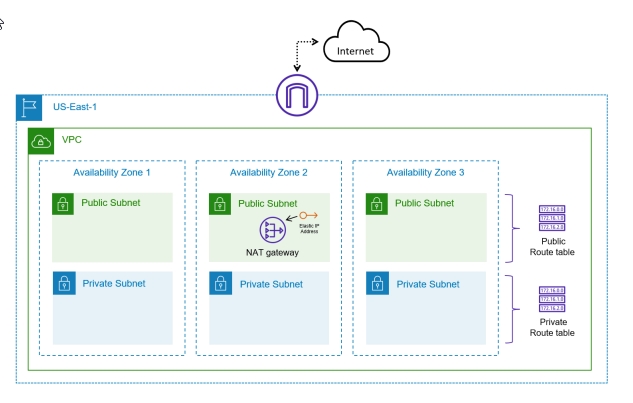 Internet
US-East-1
VPC
Availability Zone 1
Availability Zone 2
Availability Zone 3
Public Subnet
Public Subnet
Public Subnet
Elastic IP
Address
NAT gateway
172.16.0.0
172.16.1.0
172.16.2.0
Public
Route table
Private Subnet
Private Subnet
Private Subnet
172.16.0.0
172.16.1.0
172.16.2.0
Private
Route table